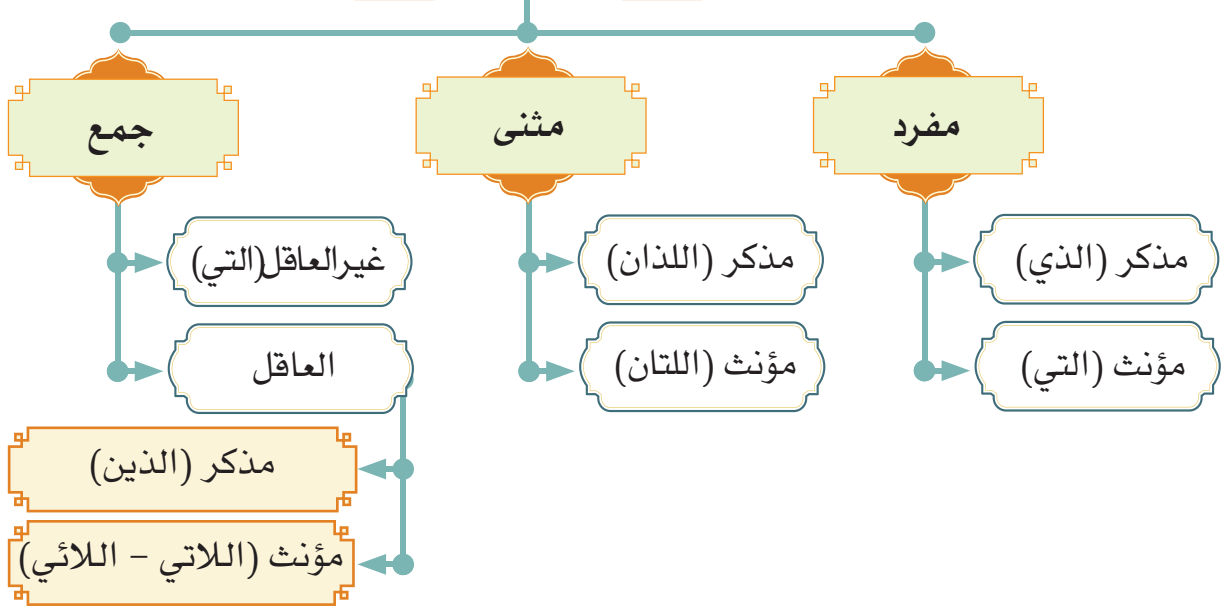 مفرد
مثنى
جمع
مذكر (الذي)
مذكر (اللذان)
غيرالعاقل(التي)
مؤنث (التي)
مؤنث (اللتان)
العاقل
مذكر (الذين)
مؤنث (اللاتي – اللائي)